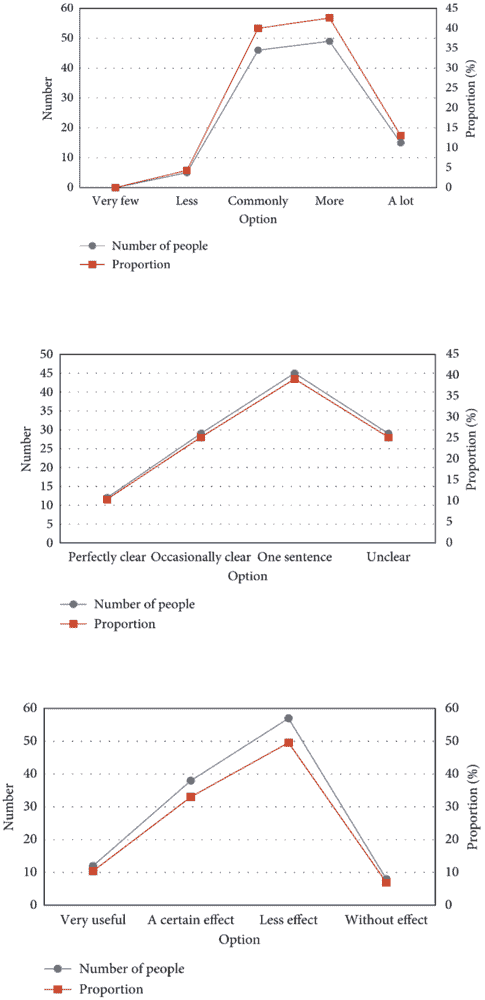 60
50
40
30
20
10
0
Number
45
40
35
30
25
20
15
10
5
0
Proportion (%)
Very few Less Commonly More A lot
Option
Number of people
Proportion
50
45
40
35
30
25
20
15
10
5
0
Number
45
40
35
30
25
20
15
10
5
0
Proportion (%)
Perfectly clear Occasionally clear One sentence Unclear
Option
Number of people
Proportion
60
50
40
30
20
10
0
Number
60
50
40
30
20
10
0
Proportion (%)
Very useful A certain effect Less effect Without effect
Option
Number of people
Proportion